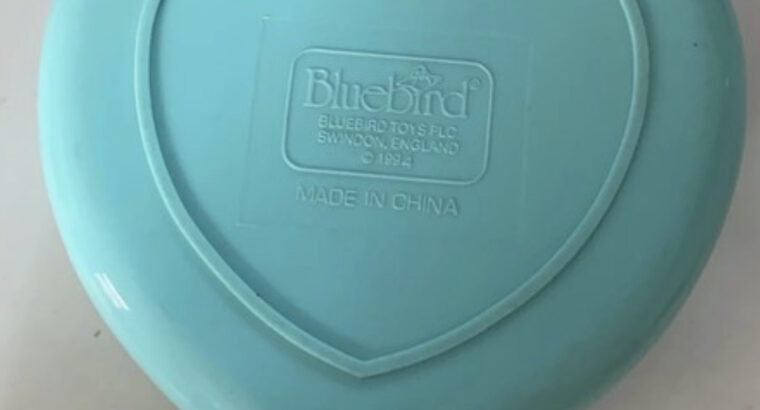 Bluebird©
BLUEBIRD TOYS PLC
SWINDON, ENGLAND
© 1994
MADE IN CHINA